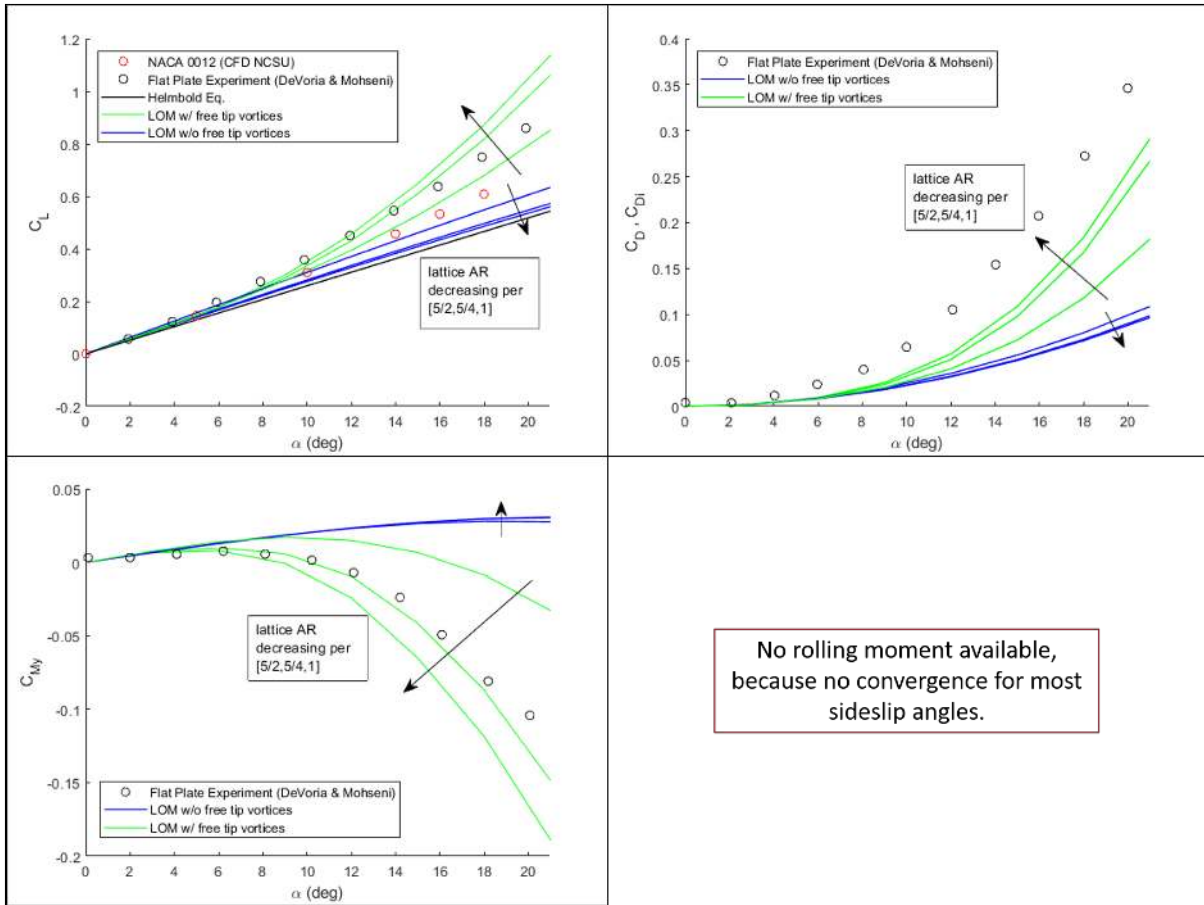 1.2
1
0.8
0.6
0.4
0.2
0
-0.2
C_L
NACA 0012 (CFD NCSU)
Flat Plate Experiment (DeVoria & Mohseni)
Helmbold Eq.
LOM w/ free tip vortices
LOM w/o free tip vortices
lattice AR
decreasing per
[5/2,5/4,1]
0 2 4 6 8 10 12 14 16 18 20
α (deg)
0.4
0.35
0.3
0.25
0.2
0.15
0.1
0.05
0
C_D , C_Di
Flat Plate Experiment (DeVoria & Mohseni)
LOM w/o free tip vortices
LOM w/ free tip vortices
lattice AR
decreasing per
[5/2,5/4,1]
0 2 4 6 8 10 12 14 16 18 20
α (deg)
0.05
0
-0.05
-0.1
-0.15
-0.2
C_My
lattice AR
decreasing per
[5/2,5/4,1]
Flat Plate Experiment (DeVoria & Mohseni)
LOM w/o free tip vortices
LOM w/ free tip vortices
0 2 4 6 8 10 12 14 16 18 20
α (deg)
No rolling moment available,
because no convergence for most
sideslip angles.